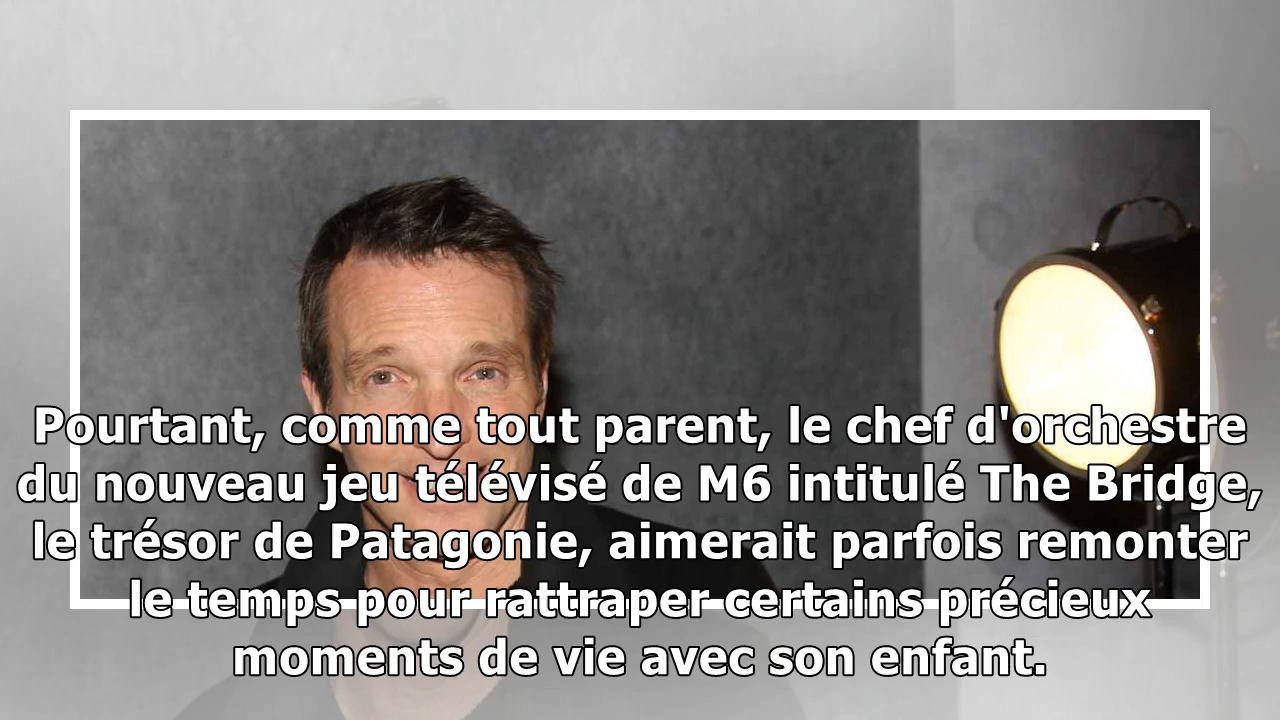 Pourtant, comme tout parent, le chef d'orchestre
du nouveau jeu télévisé de M6 intitulé The Bridge,
le trésor de Patagonie, aimerait parfois remonter
le temps pour rattraper certains précieux
moments de vie avec son enfant.